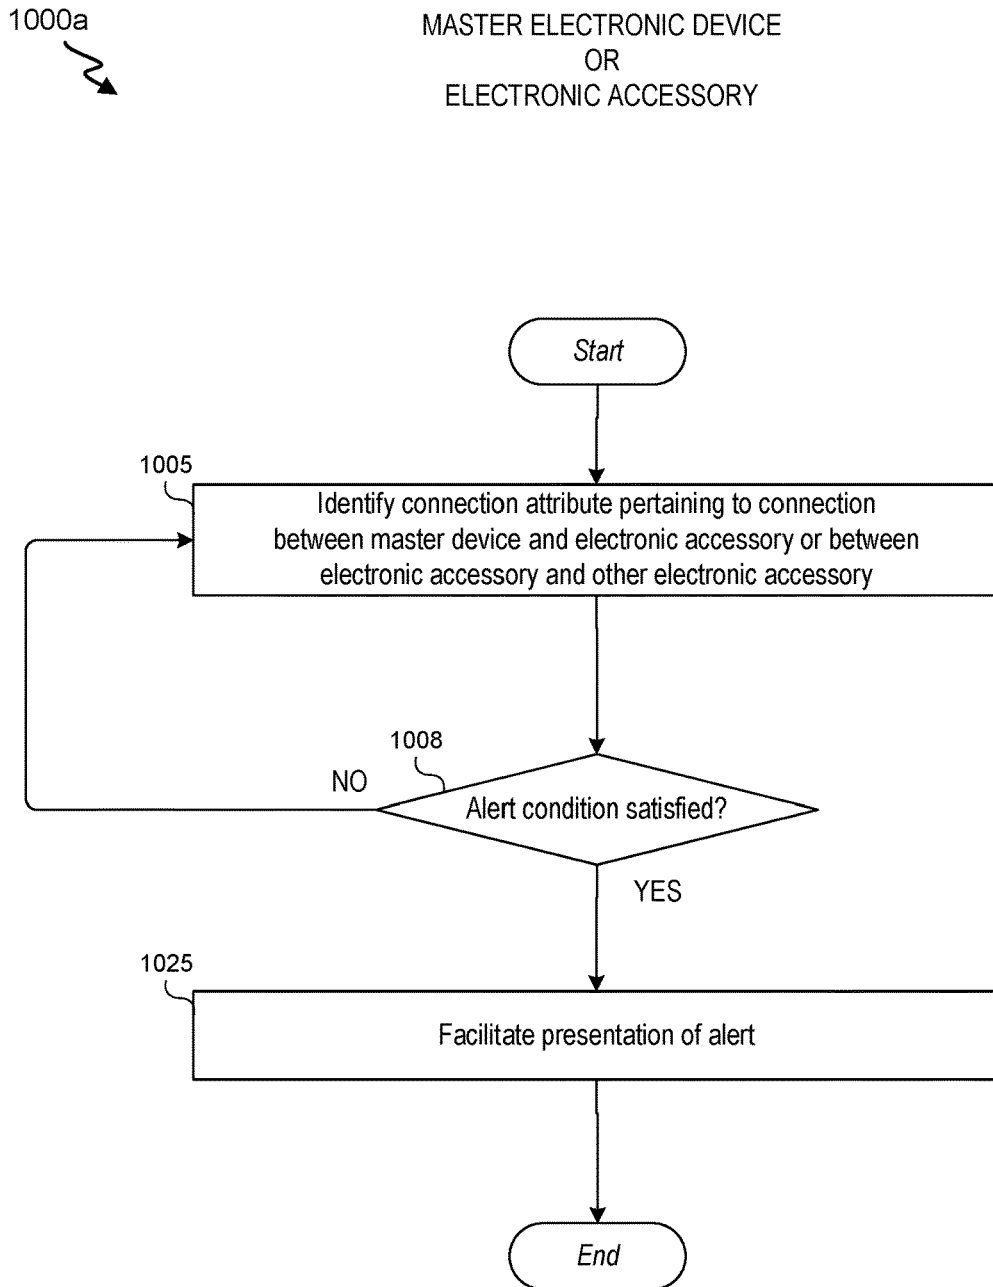 1000a
MASTER ELECTRONIC DEVICE
OR
ELECTRONIC ACCESSORY
Start
1005
Identify connection attribute pertaining to connection
between master device and electronic accessory or between
electronic accessory and other electronic accessory
1008
NO
Alert condition satisfied?
YES
1025
Facilitate presentation of alert
End